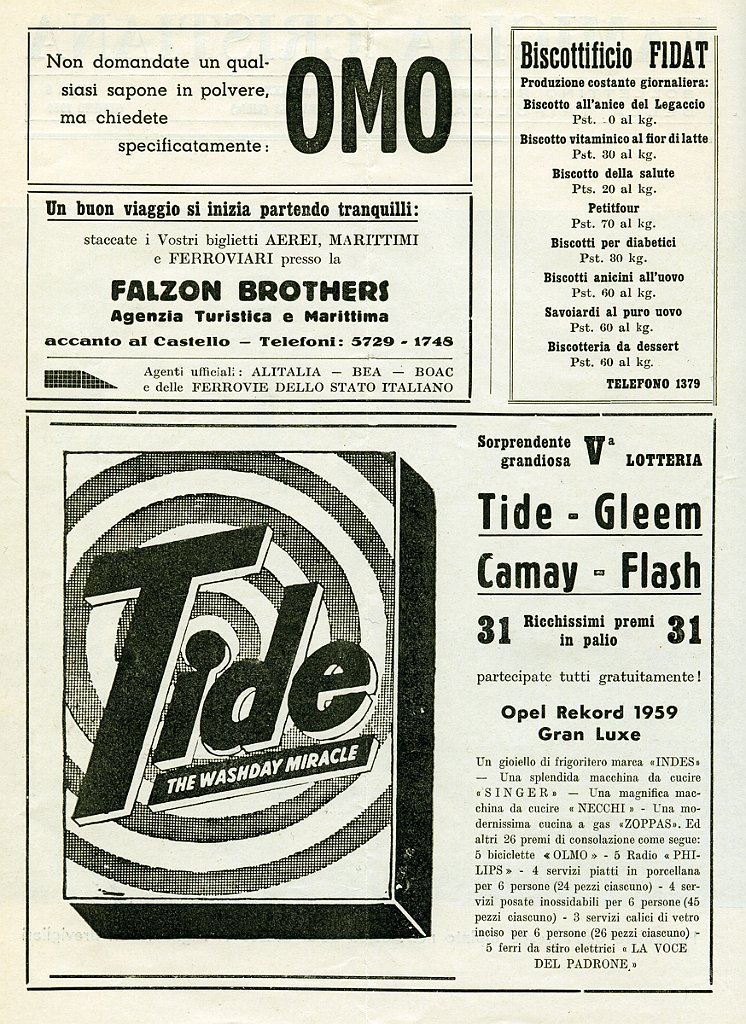 Non domandate un qual-
siasi sapone in polvere,
ma chiedete
specificatamente:
OMO
Un buon viaggio si inizia partendo tranquilli:
staccate i Vostri biglietti AEREI, MARITTIMI
e FERROVIARI presso la
FALZON BROTHERS
Agenzia Turistica e Marittima
accanto al Castello — Telefoni: 5729 - 1748
Agenti ufficiali: ALITALIA — BEA — BOAC
e delle FERROVIE DELLO STATO ITALIANO
Biscottificio FIDAT
Produzione costante giornaliera:
Biscotto all'anice del Legaccio
Pst. 0 al kg.
Biscotto vitaminico al fior di latte
Pst. 30 al kg.
Biscotto della salute
Pts. 20 al kg.
Petitfour
Pst. 70 al kg.
Biscotti per diabetici
Pst. 30 kg.
Biscotti anicini all'uovo
Pst. 60 al kg.
Savoiardi al puro uovo
Pst. 60 al kg.
Biscotteria da dessert
Pst. 60 al kg.
TELEFONO 1379
Tide
THE WASHDAY MIRACLE
Sorprendente
grandiosa Vª LOTTERIA
Tide - Gleem
Camay - Flash
31 Ricchissimi premi
in palio 31
partecipate tutti gratuitamente!
Opel Rekord 1959
Gran Luxe
Un gioiello di frigoritero marca «INDES»
— Una splendida macchina da cucire
«SINGER» — Una magnifica mac-
china da cucire «NECCHI» - Una mo-
dernissima cucina a gas «ZOPPAS». Ed
altri 26 premi di consolazione come segue:
5 biciclette «OLMO» - 5 Radio «PHI-
LIPS» - 4 servizi piatti in porcellana
per 6 persone (24 pezzi ciascuno) - 4 ser-
vizi posate inossidabili per 6 persone (45
pezzi ciascuno) - 3 servizi calici di vetro
inciso per 6 persone (26 pezzi ciascuno) -
5 ferri da stiro elettrici «LA VOCE
DEL PADRONE.»